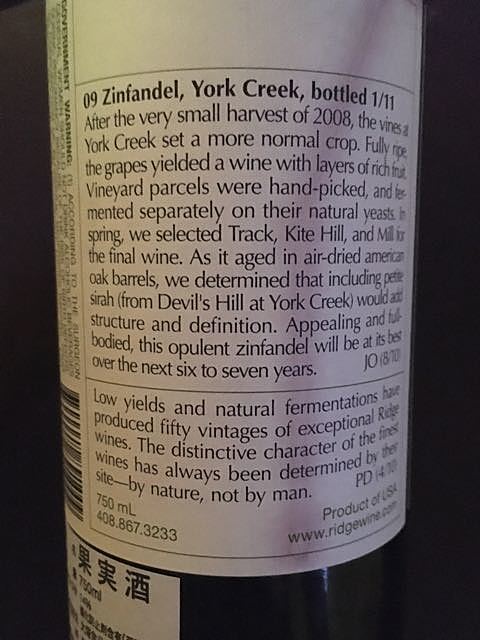 09 Zinfandel, York Creek, bottled 1/11
After the very small harvest of 2008, the vines at
York Creek set a more normal crop. Fully ripe,
the grapes yielded a wine with layers of rich fruit.
Vineyard parcels were hand-picked, and fer-
mented separately on their natural yeasts. In
spring, we selected Track, Kite Hill, and Mill for
the final wine. As it aged in air-dried american
oak barrels, we determined that including petite
sirah (from Devil's Hill at York Creek) would add
structure and definition. Appealing and full-
bodied, this opulent zinfandel will be at its best
over the next six to seven years. JO (8/10)
Low yields and natural fermentations have
produced fifty vintages of exceptional Ridge
wines. The distinctive character of the finest
wines has always been determined by their
site—by nature, not by man. PD (4/10)
750 mL Product of USA
408.867.3233 www.ridgewine.com
GOVERNMENT WARNING: (1) ACCORDING TO THE SURGEON
果実酒
750ml